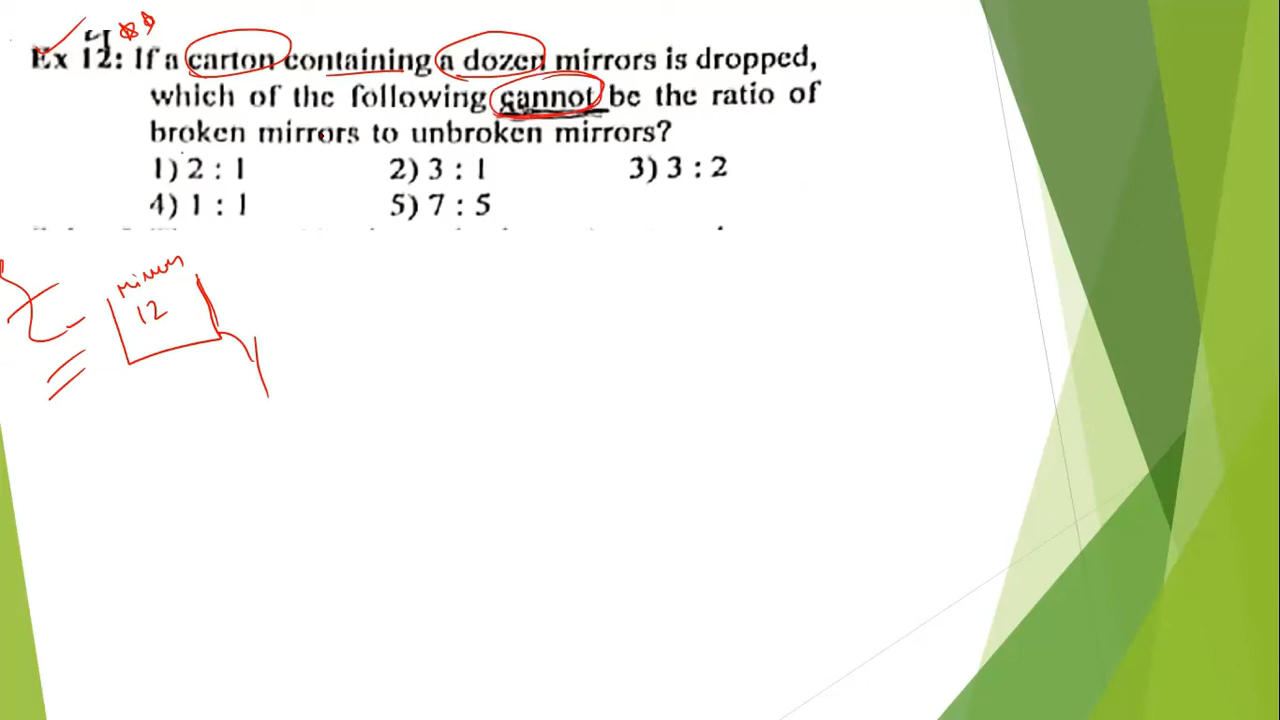 Ex 12: If a carton containing a dozen mirrors is dropped,
which of the following cannot be the ratio of
broken mirrors to unbroken mirrors?
1) 2 : 1 2) 3 : 1 3) 3 : 2
4) 1 : 1 5) 7 : 5
mirrors
12